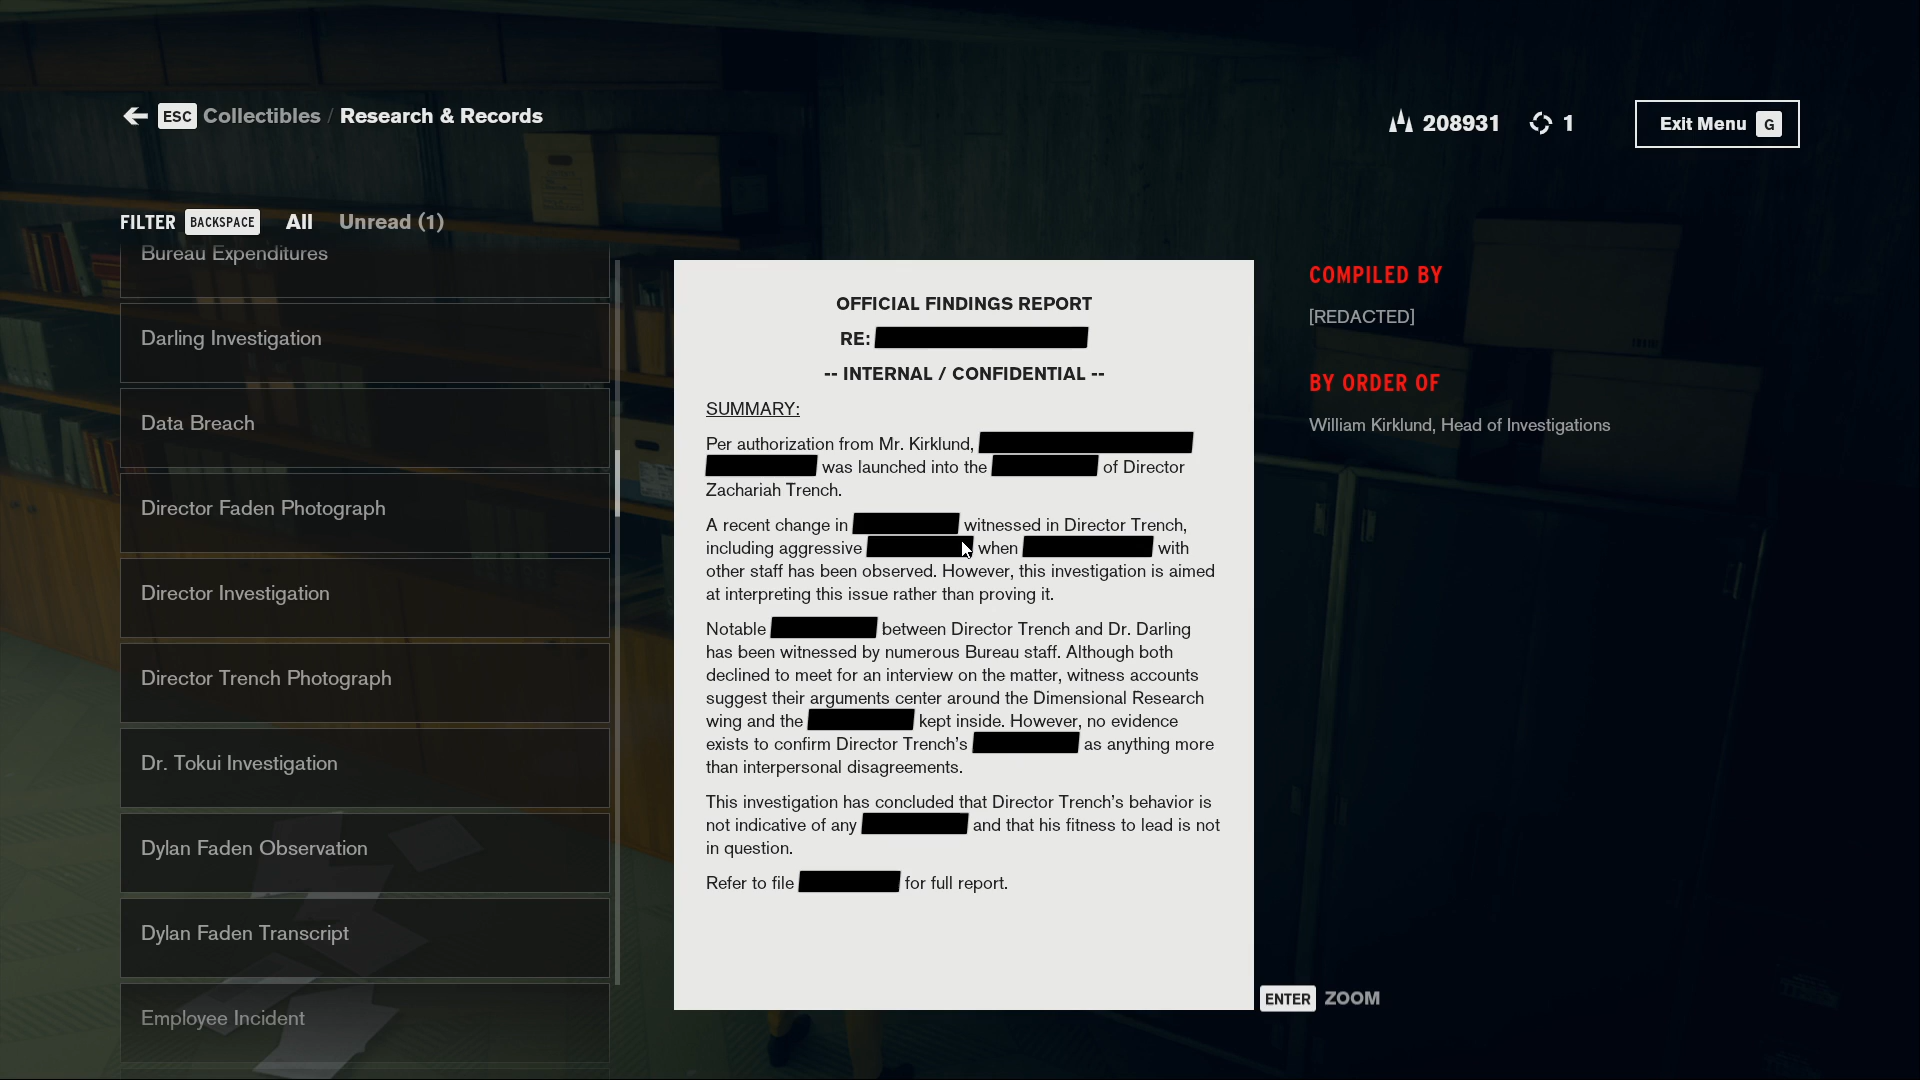 ESC Collectibles / Research & Records
208931
1
Exit Menu G
FILTER BACKSPACE All Unread (1)
Bureau Expenditures
Darling Investigation
Data Breach
Director Faden Photograph
Director Investigation
Director Trench Photograph
Dr. Tokui Investigation
Dylan Faden Observation
Dylan Faden Transcript
Employee Incident
OFFICIAL FINDINGS REPORT
RE:
-- INTERNAL / CONFIDENTIAL --
SUMMARY:
Per authorization from Mr. Kirklund,
was launched into the of Director
Zachariah Trench.
A recent change in witnessed in Director Trench,
including aggressive when with
other staff has been observed. However, this investigation is aimed
at interpreting this issue rather than proving it.
Notable between Director Trench and Dr. Darling
has been witnessed by numerous Bureau staff. Although both
declined to meet for an interview on the matter, witness accounts
suggest their arguments center around the Dimensional Research
wing and the kept inside. However, no evidence
exists to confirm Director Trench’s as anything more
than interpersonal disagreements.
This investigation has concluded that Director Trench’s behavior is
not indicative of any and that his fitness to lead is not
in question.
Refer to file for full report.
COMPILED BY
[REDACTED]
BY ORDER OF
William Kirklund, Head of Investigations
ENTER ZOOM